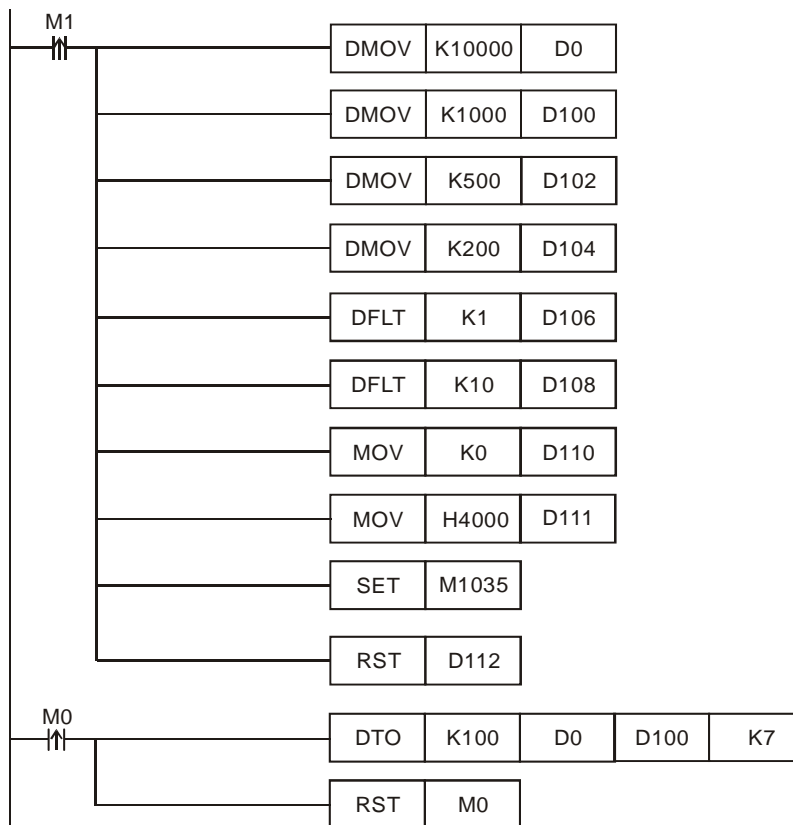 M1
DMOV K10000 D0
DMOV K1000 D100
DMOV K500 D102
DMOV K200 D104
DFLT K1 D106
DFLT K10 D108
MOV K0 D110
MOV H4000 D111
SET M1035
RST D112
M0
DTO K100 D0 D100 K7
RST M0